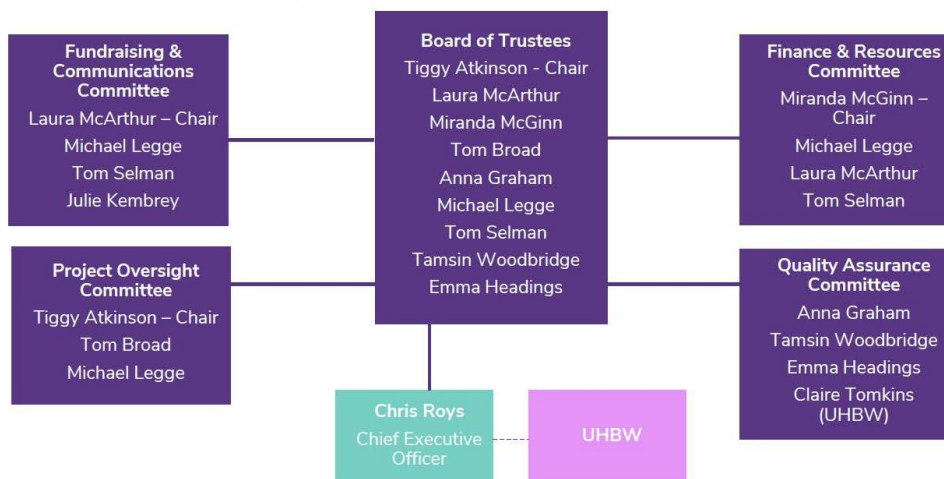 Fundraising &
Communications
Committee
Laura McArthur – Chair
Michael Legge
Tom Selman
Julie Kembrey
Board of Trustees
Tiggy Atkinson - Chair
Laura McArthur
Miranda McGinn
Tom Broad
Anna Graham
Michael Legge
Tom Selman
Tamsin Woodbridge
Emma Headings
Finance & Resources
Committee
Miranda McGinn –
Chair
Michael Legge
Laura McArthur
Tom Selman
Project Oversight
Committee
Tiggy Atkinson – Chair
Tom Broad
Michael Legge
Quality Assurance
Committee
Anna Graham
Tamsin Woodbridge
Emma Headings
Claire Tomkins
(UHBW)
Chris Roys
Chief Executive
Officer
UHBW